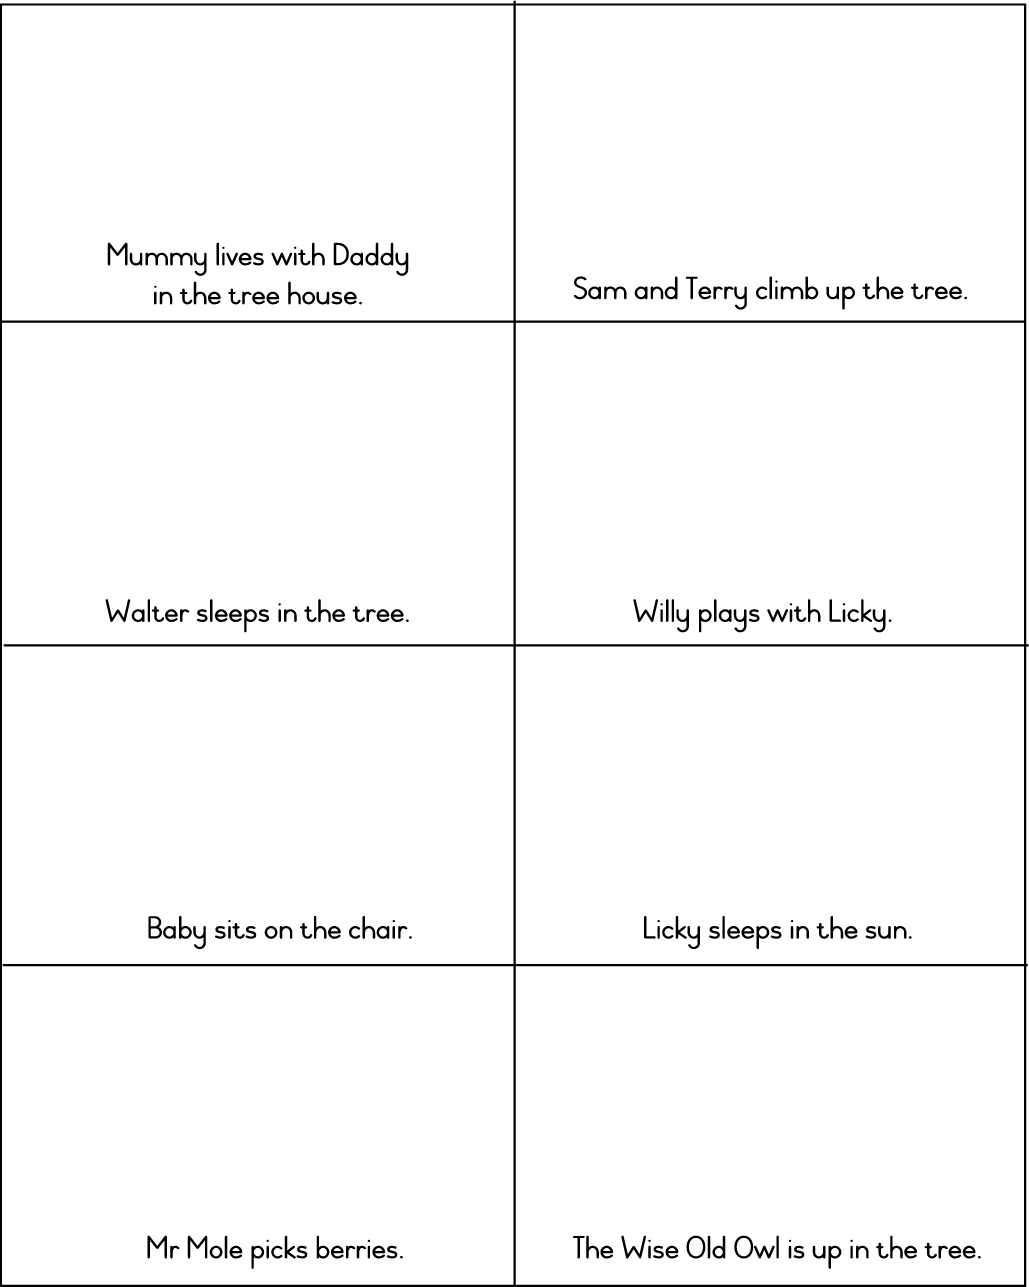 Mummy lives with Daddy
in the tree house.
Sam and Terry climb up the tree.
Walter sleeps in the tree.
Willy plays with Licky.
Baby sits on the chair.
Licky sleeps in the sun.
Mr Mole picks berries.
The Wise Old Owl is up in the tree.